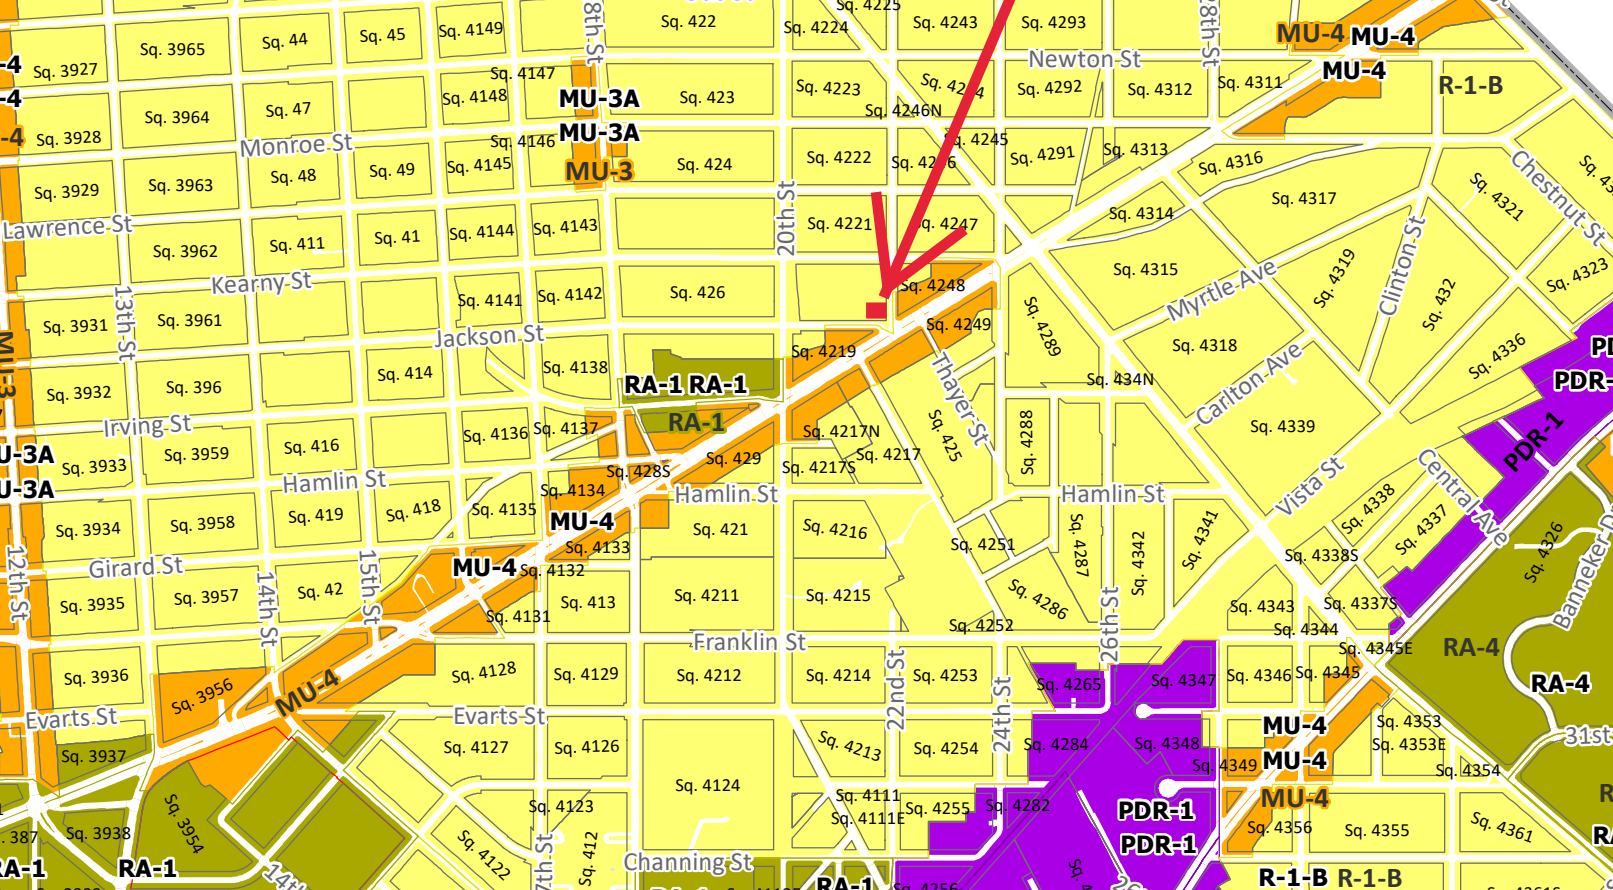 Sq. 4225
Sq. 422
Sq. 4224
Sq. 4243
Sq. 4293
8th St
28th St
MU-4
MU-4
MU-4
Sq. 3965
Sq. 44
Sq. 45
Sq. 4149
Newton St
-4
Sq. 3927
Sq. 4147
Sq. 4223
Sq. 4292
Sq. 4312
Sq. 4311
R-1-B
-4
Sq. 3964
Sq. 47
Sq. 4148
MU-3A
Sq. 423
Sq. 4246N
-4
Sq. 3928
Monroe St
Sq. 4146
MU-3A
Sq. 4245
Sq. 4291
Sq. 4313
Sq. 4316
Sq. 3929
Sq. 3963
Sq. 48
Sq. 49
Sq. 4145
MU-3
Sq. 424
Sq. 4222
Chestnut St
Sq. 4317
Sq. 4321
Lawrence St
20th St
Sq. 4221
Sq. 4247
Sq. 4314
Sq. 3962
Sq. 411
Sq. 41
Sq. 4144
Sq. 4143
Clinton St
Sq. 4315
Sq. 4319
Sq. 4323
Kearny St
Sq. 4141
Sq. 4142
Sq. 426
Sq. 4248
Myrtle Ave
Sq. 432
13th St
Sq. 3931
Sq. 3961
Jackson St
Sq. 4249
Sq. 4289
Sq. 4318
Sq. 4336
Sq. 414
Sq. 4138
Sq. 4219
PDR-
Sq. 3932
Sq. 396
RA-1
RA-1
Thayer St
Sq. 434N
Carlton Ave
Irving St
Sq. 4136
Sq. 4137
RA-1
Sq. 4217N
Sq. 425
Sq. 4288
Sq. 4339
PDR-1
U-3A
Sq. 3933
Sq. 3959
Sq. 416
Sq. 428S
Sq. 429
Sq. 4217S
Sq. 4217
U-3A
Hamlin St
Sq. 4134
Hamlin St
Hamlin St
Vista St
Central Ave
Sq. 3934
Sq. 3958
Sq. 419
Sq. 418
Sq. 4135
MU-4
Sq. 421
Sq. 4216
Sq. 4338
Sq. 4337
Sq. 4133
Sq. 4251
Sq. 4287
Sq. 4342
Sq. 4341
Sq. 4338S
Sq. 4326
12th St
Girard St
15th St
MU-4
Sq. 4132
Sq. 3935
Sq. 3957
14th St
Sq. 42
Sq. 413
Sq. 4211
Sq. 4215
Sq. 4286
Sq. 4343
Sq. 4337S
Sq. 4131
Sq. 4252
26th St
Sq. 4344
Franklin St
Sq. 4345E
RA-4
Sq. 3936
Sq. 3956
MU-4
Sq. 4128
Sq. 4129
Sq. 4212
Sq. 4214
22nd St
Sq. 4253
24th St
Sq. 4265
Sq. 4347
Sq. 4346
Sq. 4345
RA-4
Evarts St
Evarts St
MU-4
Sq. 4353
31st
Sq. 3937
Sq. 4127
Sq. 4126
Sq. 4213
Sq. 4254
Sq. 4284
Sq. 4348
Sq. 4349
MU-4
Sq. 4353E
Sq. 4354
Sq. 4124
MU-4
387
Sq. 3938
Sq. 3954
Sq. 4123
Sq. 4111
Sq. 4111E
Sq. 4255
Sq. 4282
PDR-1
Sq. 4356
Sq. 4355
Sq. 4361
PDR-1
RA-1
Sq. 4122
7th St
Sq. 412
Channing St
RA-1
Sq. 4256
R-1-B
R-1-B